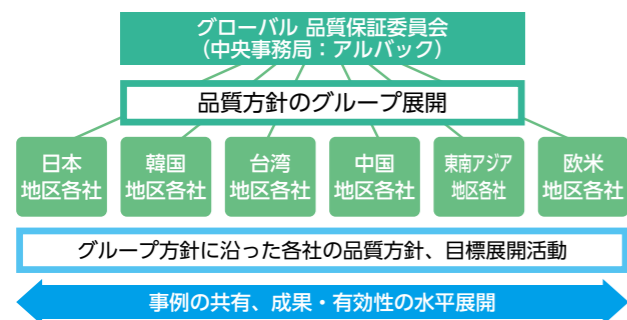 グローバル 品質保証委員会
（中央事務局：アルバック）
品質方針のグループ展開
日本
地区各社
韓国
地区各社
台湾
地区各社
中国
地区各社
東南アジア
地区各社
欧米
地区各社
グループ方針に沿った各社の品質方針、目標展開活動
事例の共有、成果・有効性の水平展開